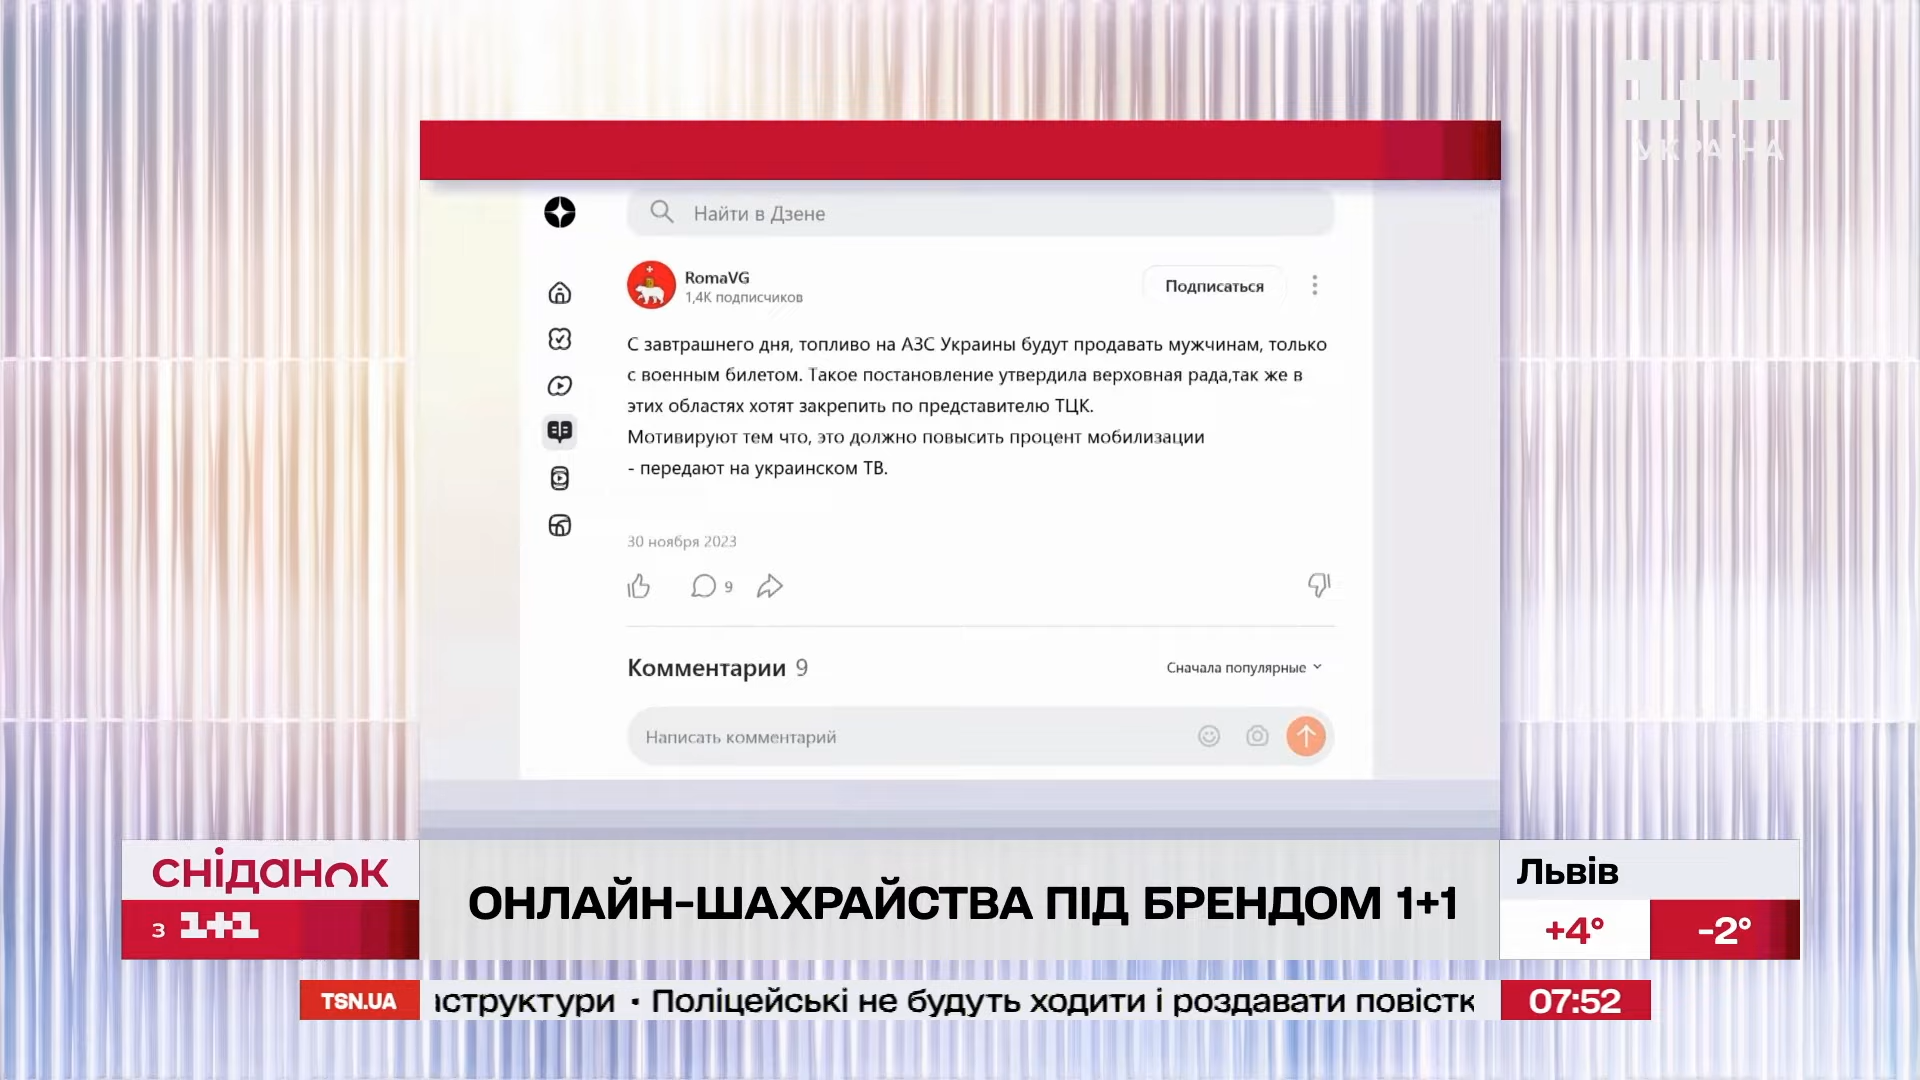 1+1
УКРАЇНА
Найти в Дзене
RomaVG
1,4K подписчиков
Подписаться
С завтрашнего дня, топливо на АЗС Украины будут продавать мужчинам, только
с военным билетом. Такое постановление утвердила верховная рада,так же в
этих областях хотят закрепить по представителю ТЦК.
Мотивируют тем что, это должно повысить процент мобилизации
- передают на украинском ТВ.
30 ноября 2023
9
Комментарии 9
Сначала популярные
Написать комментарий
СНІДАНОК
з 1+1
ОНЛАЙН-ШАХРАЙСТВА ПІД БРЕНДОМ 1+1
Львів
+4° -2°
TSN.UA
• Поліцейські не будуть ходити і роздавати
07:52